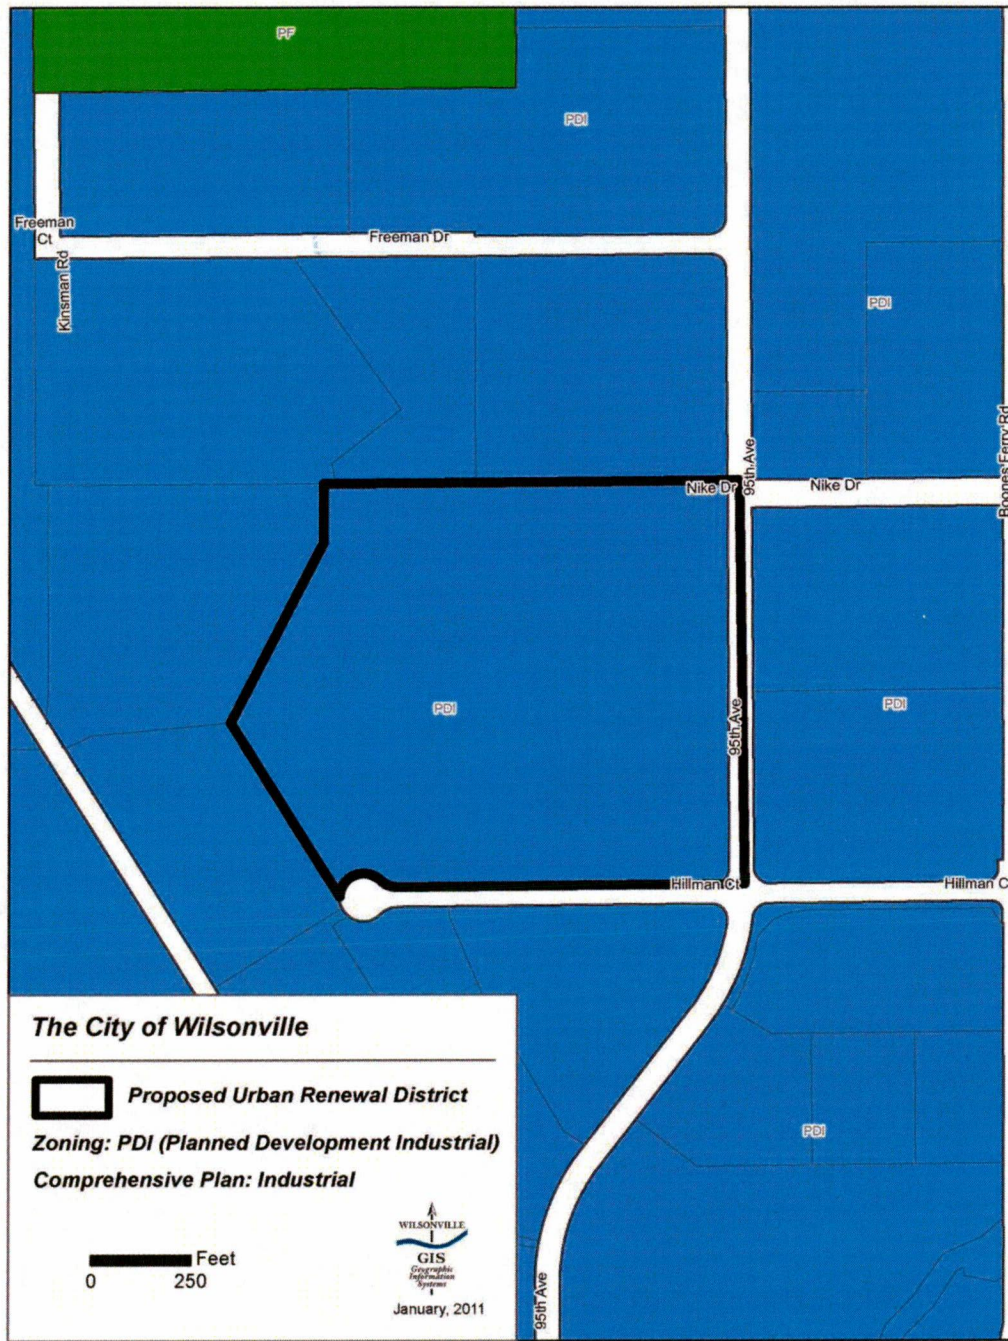 PF
PDI
Freeman
Ct
Freeman Dr
Kinsman Rd
PDI
Boones Ferry Rd
95th Ave
Nike Dr
Nike Dr
PDI
PDI
95th Ave
Hillman Ct
Hillman C
The City of Wilsonville
Proposed Urban Renewal District
Zoning: PDI (Planned Development Industrial)
Comprehensive Plan: Industrial
PDI
WILSONVILLE
GIS
Geographic
Information
Systems
Feet
0 250
January, 2011
95th Ave